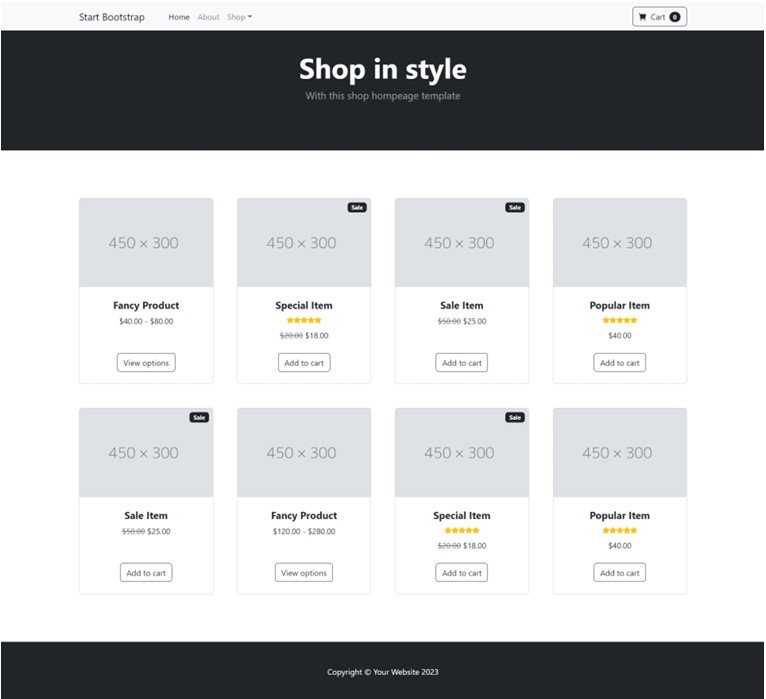 Start Bootstrap Home About Shop Cart 0
Shop in style
With this shop hompeage template
450 × 300
Fancy Product
$40.00 - $80.00
View options
Sale
450 × 300
Special Item
$20.00 $18.00
Add to cart
Sale
450 × 300
Sale Item
$50.00 $25.00
Add to cart
450 × 300
Popular Item
$40.00
Add to cart
Sale
450 × 300
Sale Item
$50.00 $25.00
Add to cart
450 × 300
Fancy Product
$120.00 - $280.00
View options
Sale
450 × 300
Special Item
$20.00 $18.00
Add to cart
450 × 300
Popular Item
$40.00
Add to cart
Copyright © Your Website 2023